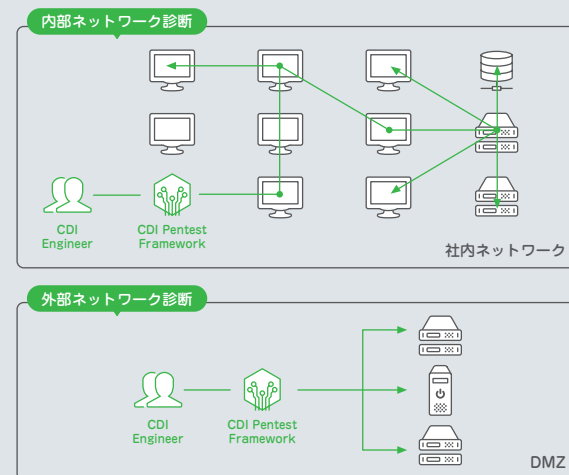 内部ネットワーク診断
CDI
Engineer
CDI Pentest
Framework
社内ネットワーク
外部ネットワーク診断
CDI
Engineer
CDI Pentest
Framework
DMZ